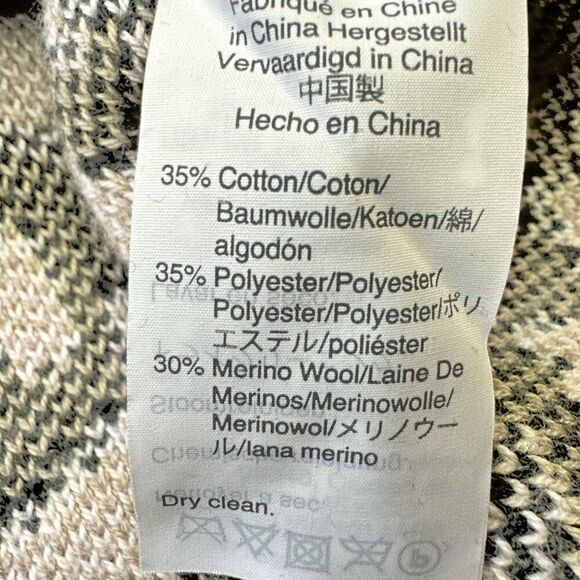 Fabriqué en Chine
in China Hergestellt
Vervaardigd in China
中国製
Hecho en China
35% Cotton/Coton/
Baumwolle/Katoen/綿/
algodón
35% Polyester/Polyester/
Polyester/Polyester/ポリ
エステル/poliéster
30% Merino Wool/Laine De
Merinos/Merinowolle/
Merinowol/メリノウー
ル/lana merino
Dry clean.